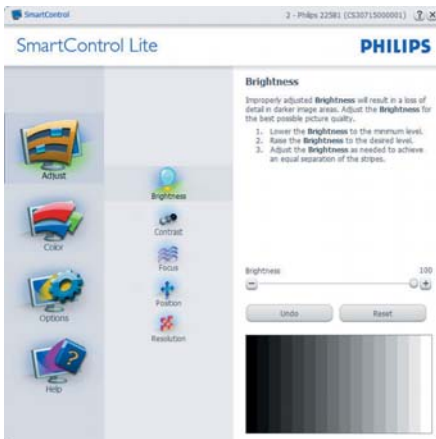 SmartControl
2 - Philips 225B1 (CS30715000001)
SmartControl Lite
PHILIPS
Adjust
Color
Options
Help
Brightness
Contrast
Focus
Position
Resolution
Brightness
Improperly adjusted Brightness will result in a loss of
detail in darker image areas. Adjust the Brightness for
the best possible picture quality.
1. Lower the Brightness to the minimum level.
2. Raise the Brightness to the desired level.
3. Adjust the Brightness as needed to achieve
an equal separation of the stripes.
Brightness 100
Undo Reset